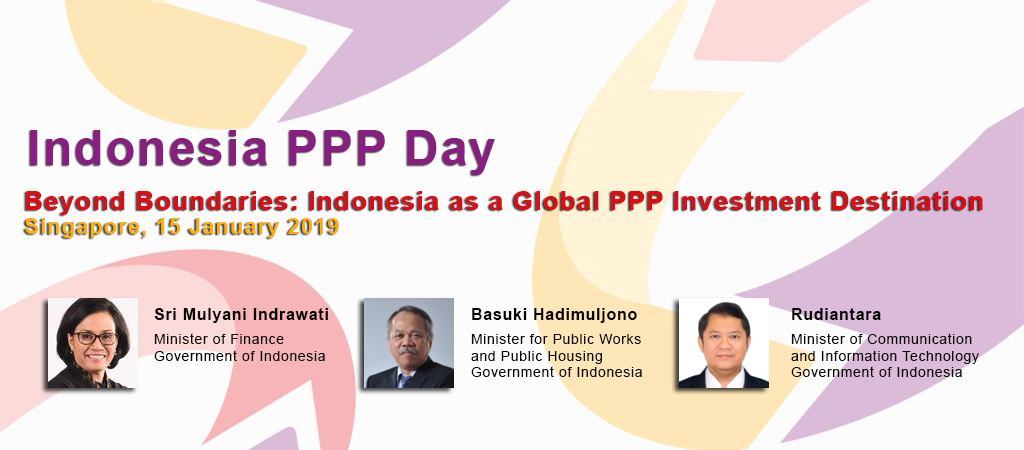 Indonesia PPP Day
Beyond Boundaries: Indonesia as a Global PPP Investment Destination
Singapore, 15 January 2019
Sri Mulyani Indrawati
Minister of Finance
Government of Indonesia
Basuki Hadimuljono
Minister for Public Works
and Public Housing
Government of Indonesia
Rudiantara
Minister of Communication
and Information Technology
Government of Indonesia